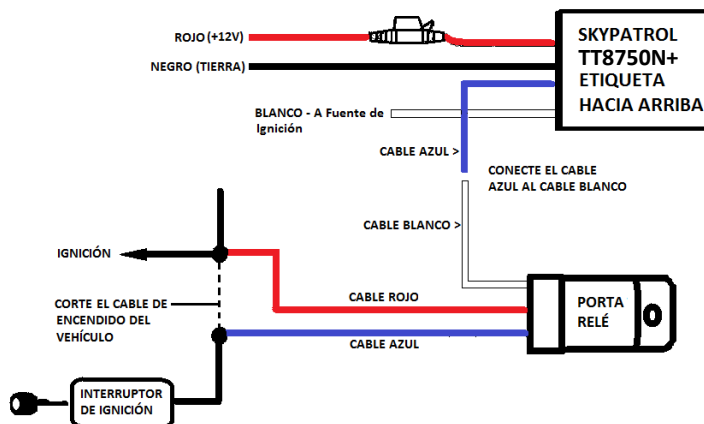 ROJO (+12V)
NEGRO (TIERRA)
SKYPATROL
TT8750N+
ETIQUETA
HACIA ARRIBA
BLANCO - A Fuente de
Ignición
CABLE AZUL >
CONECTE EL CABLE
AZUL AL CABLE BLANCO
CABLE BLANCO >
IGNICIÓN
CABLE ROJO
PORTA
RELÉ
CORTE EL CABLE DE
ENCENDIDO DEL
VEHÍCULO
CABLE AZUL
INTERRUPTOR
DE IGNICIÓN